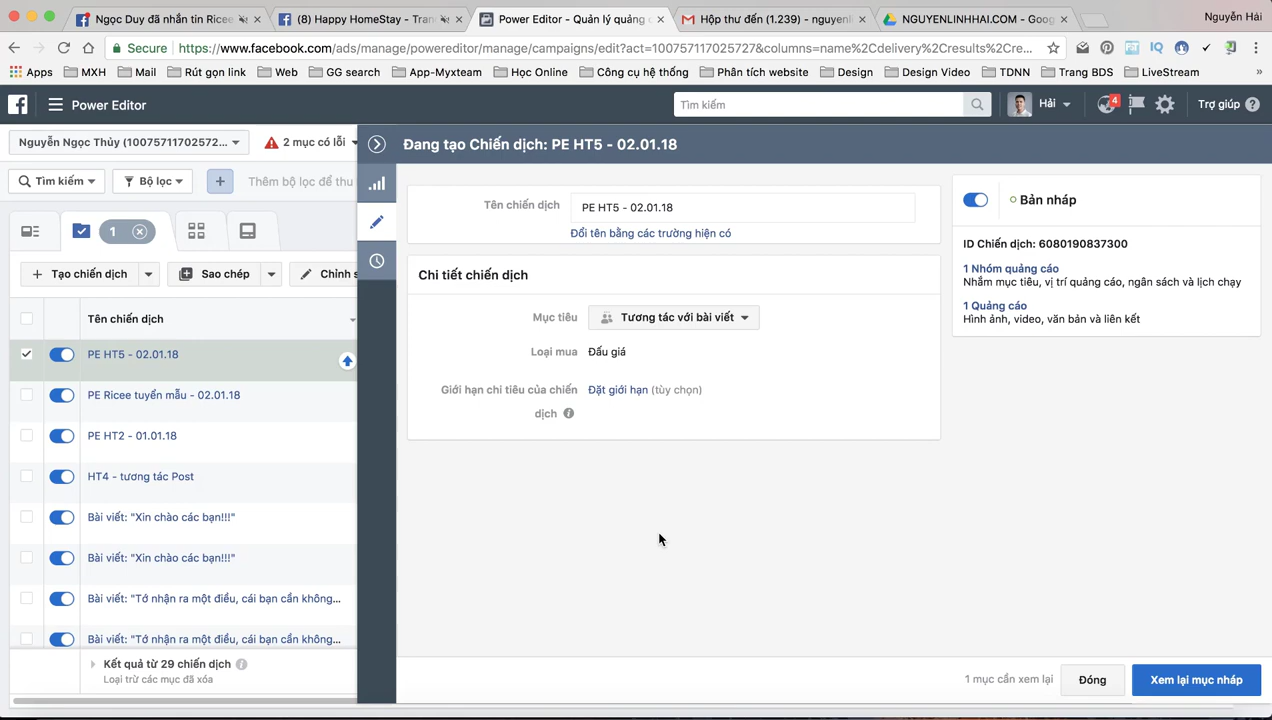 Ngọc Duy đã nhắn tin Ricee
(8) Happy HomeStay - Tran
Power Editor - Quản lý quảng c
Hộp thư đến (1.239) - nguyenl
NGUYENLINHHAI.COM - Goog
Nguyễn Hải
Secure
https://www.facebook.com/ads/manage/powereditor/manage/campaigns/edit?act=100757117025727&columns=name%2Cdelivery%2Cresults%2Cre...
Apps
MXH
Mail
Rút gọn link
Web
GG search
App-Myxteam
Học Online
Công cụ hệ thống
Phân tích website
Design
Design Video
TDNN
Trang BDS
LiveStream
»
Power Editor
Tìm kiếm
Hải
4
Trợ giúp
Nguyễn Ngọc Thủy (10075711702572...
2 mục có lỗi
Đang tạo Chiến dịch: PE HT5 - 02.01.18
Tìm kiếm
Bộ lọc
Thêm bộ lọc để thu
1
Tạo chiến dịch
Sao chép
Chỉnh s
Tên chiến dịch
PE HT5 - 02.01.18
PE Ricee tuyển mẫu - 02.01.18
PE HT2 - 01.01.18
HT4 - tương tác Post
Bài viết: "Xin chào các bạn!!!"
Bài viết: "Xin chào các bạn!!!"
Bài viết: "Tớ nhận ra một điều, cái bạn cần không...
Bài viết: "Tớ nhận ra một điều, cái bạn cần không...
Kết quả từ 29 chiến dịch
Loại trừ các mục đã xóa
Tên chiến dịch
PE HT5 - 02.01.18
Đổi tên bằng các trường hiện có
Chi tiết chiến dịch
Mục tiêu
Tương tác với bài viết
Loại mua
Đấu giá
Giới hạn chi tiêu của chiến
dịch
Đặt giới hạn (tùy chọn)
Bản nháp
ID Chiến dịch: 6080190837300
1 Nhóm quảng cáo
Nhắm mục tiêu, vị trí quảng cáo, ngân sách và lịch chạy
1 Quảng cáo
Hình ảnh, video, văn bản và liên kết
1 mục cần xem lại
Đóng
Xem lại mục nháp